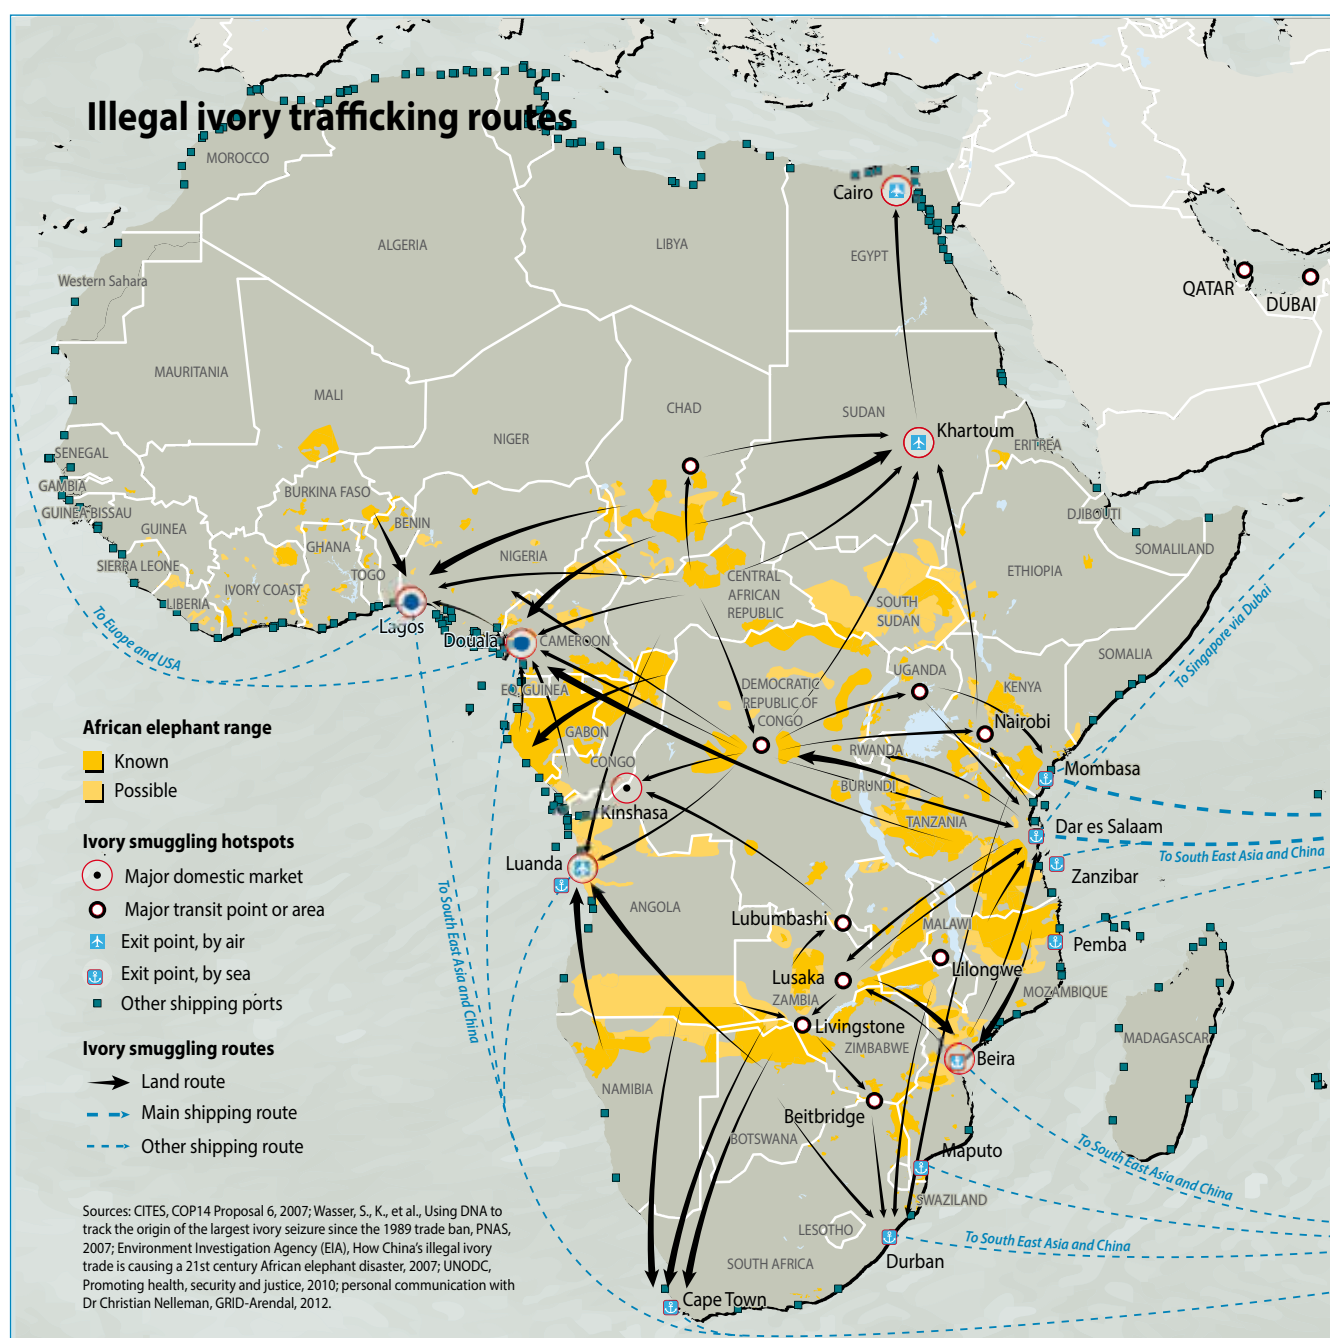 Illegal ivory trafficking routes
MOROCCO
ALGERIA
LIBYA
Cairo
EGYPT
QATAR
DUBAI
Western Sahara
MAURITANIA
MALI
NIGER
CHAD
SUDAN
Khartoum
ERITREA
SENEGAL
GAMBIA
GUINEA BISSAU
GUINEA
SIERRA LEONE
LIBERIA
IVORY COAST
BURKINA FASO
GHANA
TOGO
BENIN
NIGERIA
DJIBOUTI
SOMALILAND
ETHIOPIA
CENTRAL
AFRICAN
REPUBLIC
SOUTH
SUDAN
Lagos
Douala
CAMEROON
To Euope and USA
SOMALIA
To Singapore via Dubai
UGANDA
KENYA
EQ. GUINEA
DEMOCRATIC
REPUBLIC OF
CONGO
GABON
CONGO
Nairobi
RWANDA
BURUNDI
Mombasa
African elephant range
Known
Possible
Kinshasa
TANZANIA
Dar es Salaam
To South East Asia and China
Zanzibar
Ivory smuggling hotspots
Major domestic market
Major transit point or area
Exit point, by air
Exit point, by sea
Other shipping ports
Luanda
ANGOLA
To South East Asia and China
Lubumbashi
MALAWI
Pemba
Lusaka
Lilongwe
ZAMBIA
MOZAMBIQUE
Livingstone
ZIMBABWE
MADAGASCAR
Beira
Ivory smuggling routes
Land route
Main shipping route
Other shipping route
NAMIBIA
Beitbridge
BOTSWANA
Maputo
To South East Asia and China
SWAZILAND
LESOTHO
To South East Asia and China
Durban
SOUTH AFRICA
Cape Town
Sources: CITES, COP14 Proposal 6, 2007; Wasser, S., K., et al., Using DNA to
track the origin of the largest ivory seizure since the 1989 trade ban, PNAS,
2007; Environment Investigation Agency (EIA), How China's illegal ivory
trade is causing a 21st century African elephant disaster, 2007; UNODC,
Promoting health, security and justice, 2010; personal communication with
Dr Christian Nelleman, GRID-Arendal, 2012.